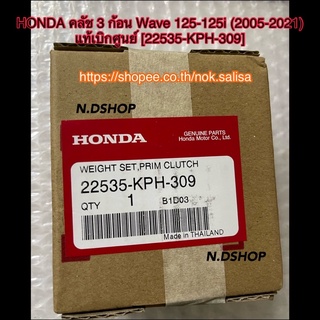 HONDA คลัช 3 ก้อน Wave 125-125i (2005-2021)
แท้เบิกศูนย์ [22535-KPH-309]
https://shopee.co.th/nok.salisa
N.DSHOP
HONDA
GENUINE PARTS
Honda Motor Co., Ltd.
WEIGHT SET,PRIM CLUTCH
22535-KPH-309
QTY 1 B1D03
Made in THAILAND
N.DSHOP